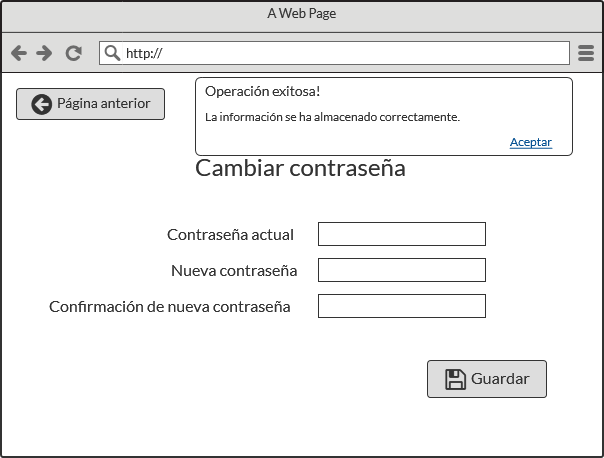 A Web Page
http://
Página anterior
Operación exitosa!
La información se ha almacenado correctamente.
Aceptar
Cambiar contraseña
Contraseña actual
Nueva contraseña
Confirmación de nueva contraseña
Guardar